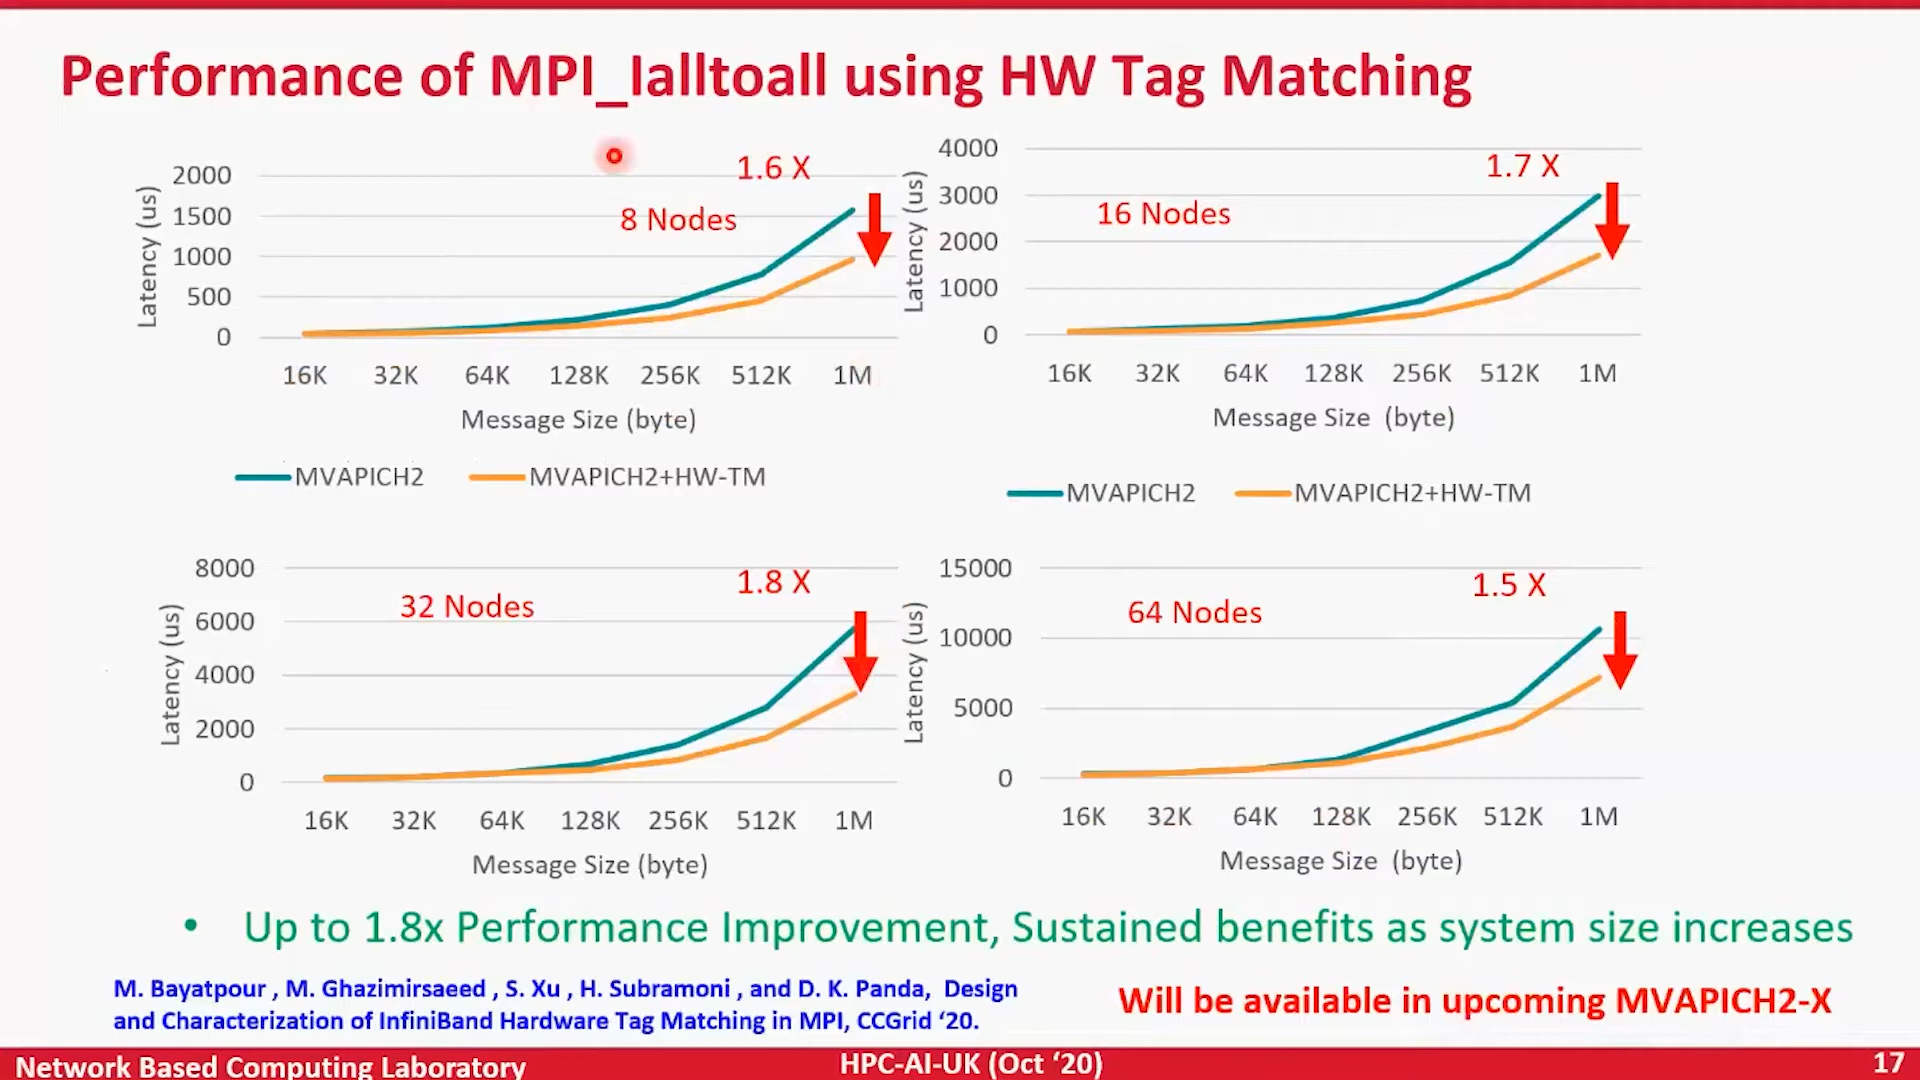 Performance of MPI_Ialltoall using HW Tag Matching
2000
1500
1000
500
0
Latency (us)
1.6 X
8 Nodes
16K 32K 64K 128K 256K 512K 1M
Message Size (byte)
MVAPICH2 MVAPICH2+HW-TM
4000
3000
2000
1000
0
Latency (us)
1.7 X
16 Nodes
16K 32K 64K 128K 256K 512K 1M
Message Size (byte)
MVAPICH2 MVAPICH2+HW-TM
8000
6000
4000
2000
0
Latency (us)
1.8 X
32 Nodes
16K 32K 64K 128K 256K 512K 1M
Message Size (byte)
15000
10000
5000
0
Latency (us)
1.5 X
64 Nodes
16K 32K 64K 128K 256K 512K 1M
Message Size (byte)
• Up to 1.8x Performance Improvement, Sustained benefits as system size increases
M. Bayatpour , M. Ghazimirsaeed , S. Xu , H. Subramoni , and D. K. Panda, Design
and Characterization of InfiniBand Hardware Tag Matching in MPI, CCGrid ‘20.
Will be available in upcoming MVAPICH2-X
Network Based Computing Laboratory
HPC-AI-UK (Oct ‘20)
17